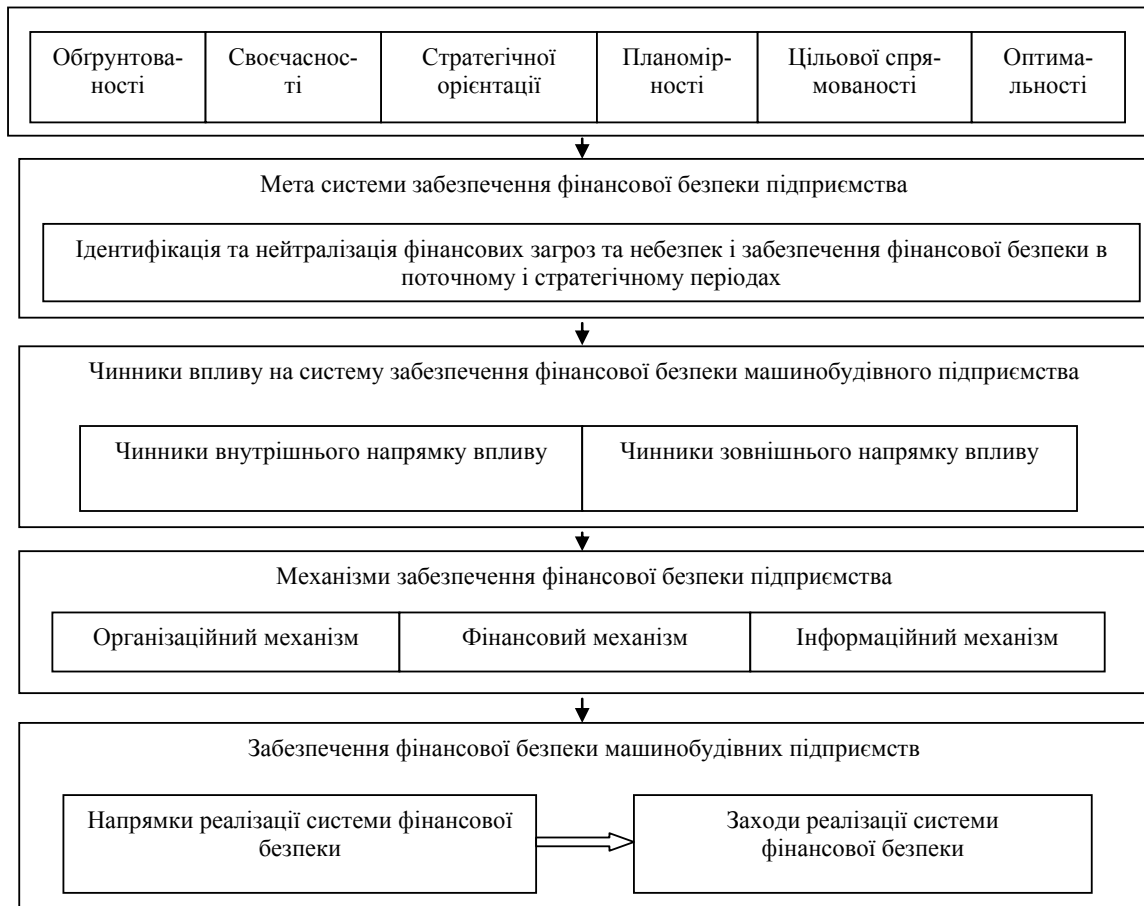 Обґрунтова-
ності
Своєчаснос-
ті
Стратегічної
орієнтації
Планомір-
ності
Цільової спря-
мованості
Оптима-
льності
Мета системи забезпечення фінансової безпеки підприємства
Ідентифікація та нейтралізація фінансових загроз та небезпек і забезпечення фінансової безпеки в
поточному і стратегічному періодах
Чинники впливу на систему забезпечення фінансової безпеки машинобудівного підприємства
Чинники внутрішнього напрямку впливу
Чинники зовнішнього напрямку впливу
Механізми забезпечення фінансової безпеки підприємства
Організаційний механізм
Фінансовий механізм
Інформаційний механізм
Забезпечення фінансової безпеки машинобудівних підприємств
Напрямки реалізації системи фінансової
безпеки
Заходи реалізації системи
фінансової безпеки